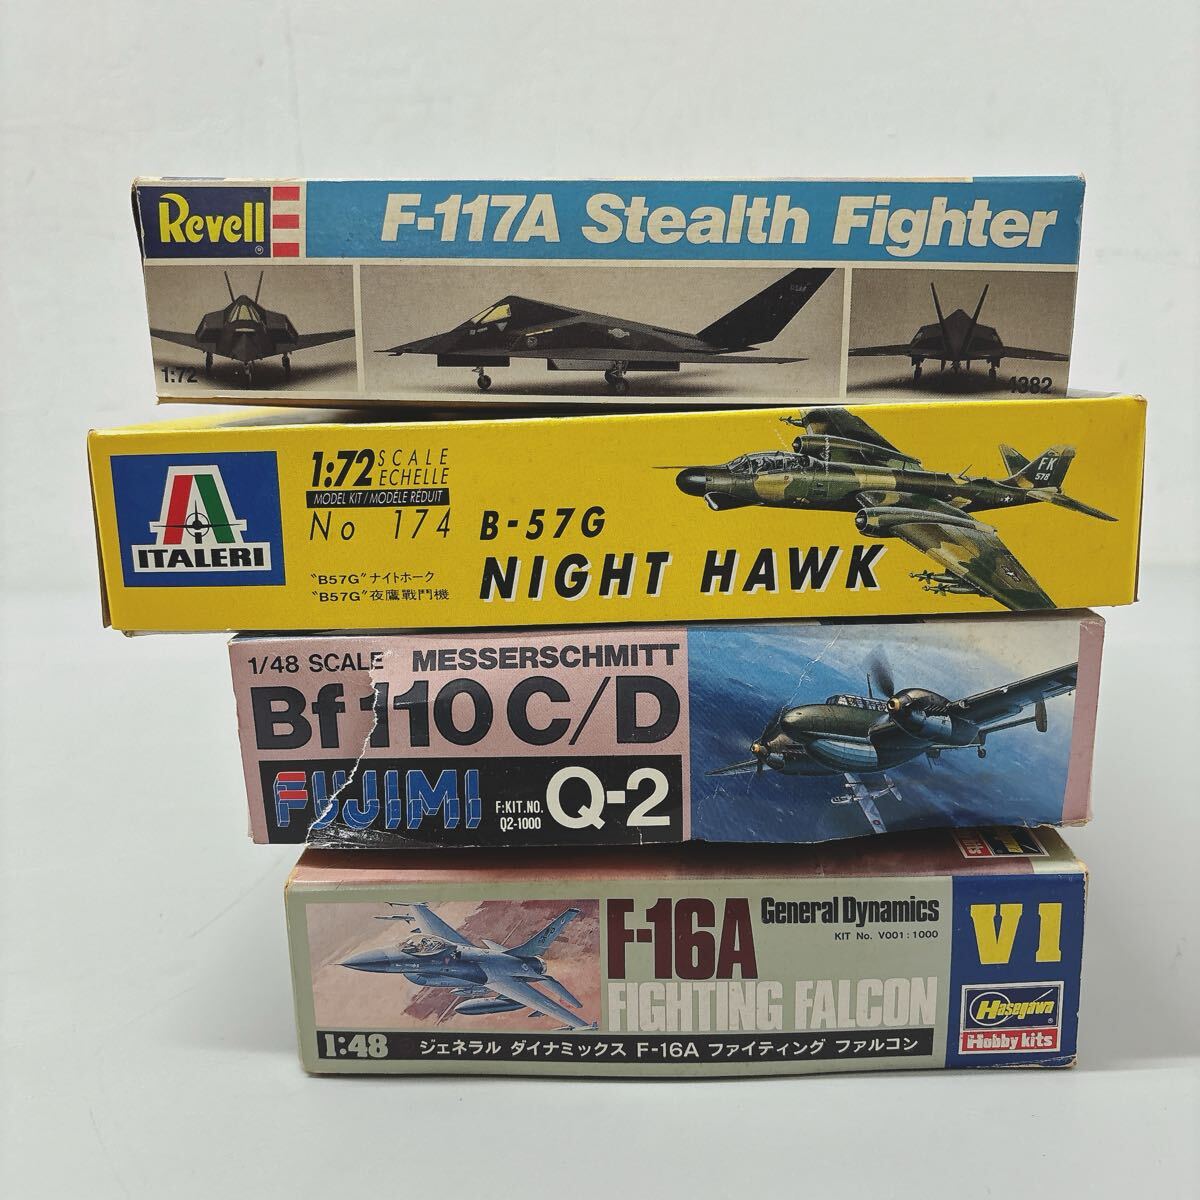 Revell
F-117A Stealth Fighter
1:72
1382
ITALERI
1:72 SCALE
ECHELLE
MODEL KIT / MODÈLE RÉDUIT
No 174
B-57G
NIGHT HAWK
"B57G" ナイトホーク
"B57G" 夜鷹戰鬥機
FK
578
1/48 SCALE MESSERSCHMITT
Bf 110 C/D
FUJIMI
F:KIT.NO.
Q2-1000
Q-2
F-16A
General Dynamics
KIT No. V001:1000
FIGHTING FALCON
1:48
ジェネラル ダイナミックス F-16A ファイティング ファルコン
V1
Hasegawa
Hobby kits